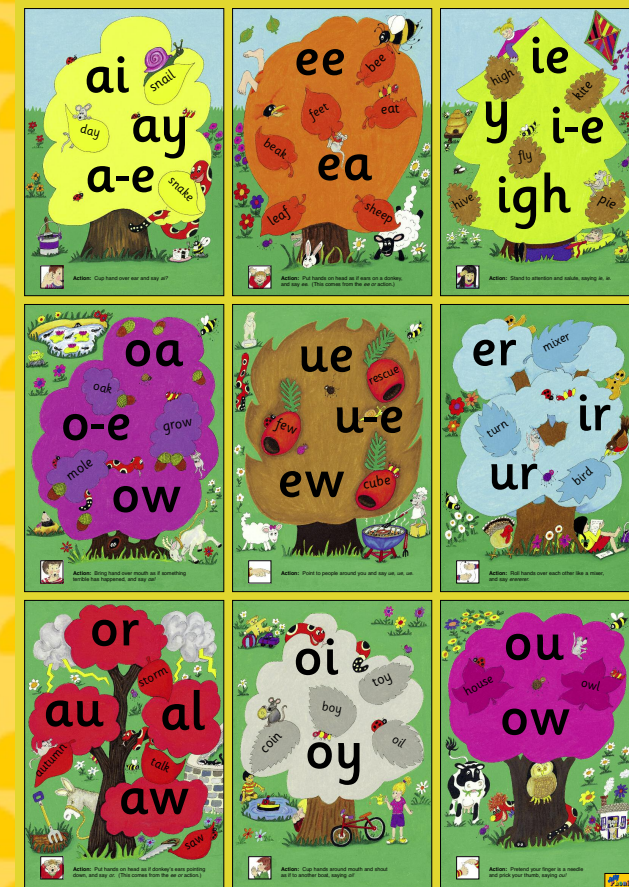 ai
snail
day
ay
a-e
snake
Action: Cup hand over ear and say ai?
ee
bee
feet
eat
beak
ea
leaf
sheep
Action: Put hands on head as if ears on a donkey,
and say ee. (This comes from the ee or action.)
ie
high
kite
y
i-e
fly
igh
hive
pie
Action: Stand to attention and salute, saying ie, ie.
oa
oak
o-e
grow
mole
ow
Action: Bring hand over mouth as if something
terrible has happened, and say oa!
ue
rescue
u-e
few
ew
cube
Action: Point to people around you and say ue, ue, ue.
er
mixer
ir
turn
ur
bird
Action: Roll hands over each other like a mixer,
and say ererer.
or
storm
au
al
autumn
talk
aw
saw
Action: Put hands on head as if donkey's ears pointing
down, and say or. (This comes from the ee or action.)
oi
toy
boy
coin
oil
oy
Action: Cup hands around mouth and shout
as if to another boat, saying oi!
ou
house
owl
ow
Action: Pretend your finger is a needle
and prick your thumb, saying ou!